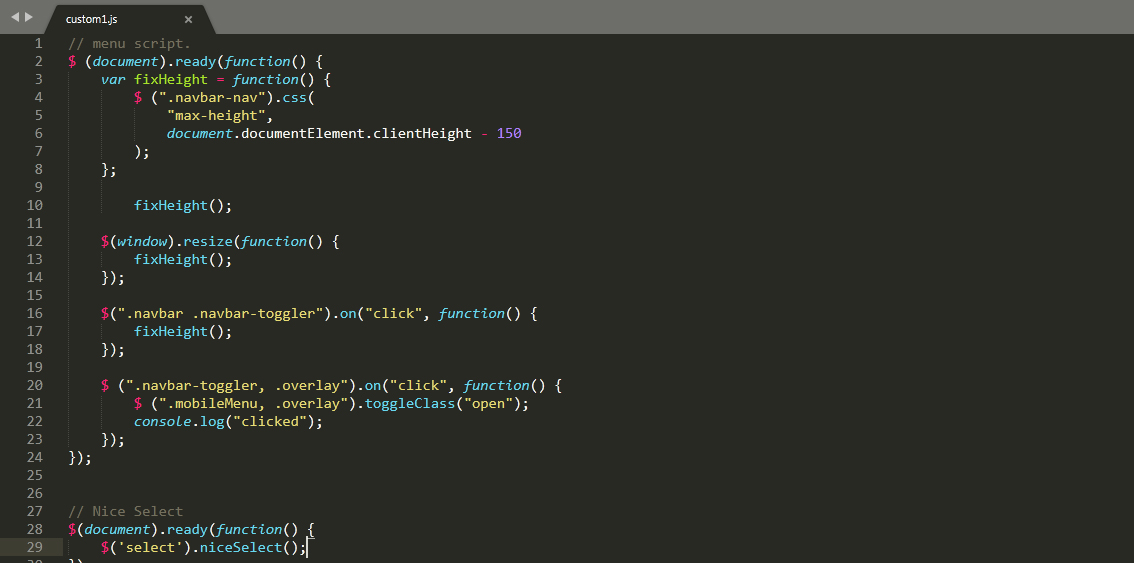 custom1.js
1 // menu script.
2 $ (document).ready(function() {
3 var fixHeight = function() {
4 $ (".navbar-nav").css(
5 "max-height",
6 document.documentElement.clientHeight - 150
7 );
8 };
9
10 fixHeight();
11
12 $(window).resize(function() {
13 fixHeight();
14 });
15
16 $(".navbar .navbar-toggler").on("click", function() {
17 fixHeight();
18 });
19
20 $ (".navbar-toggler, .overlay").on("click", function() {
21 $ (".mobileMenu, .overlay").toggleClass("open");
22 console.log("clicked");
23 });
24 });
25
26
27 // Nice Select
28 $(document).ready(function() {
29 $('select').niceSelect();